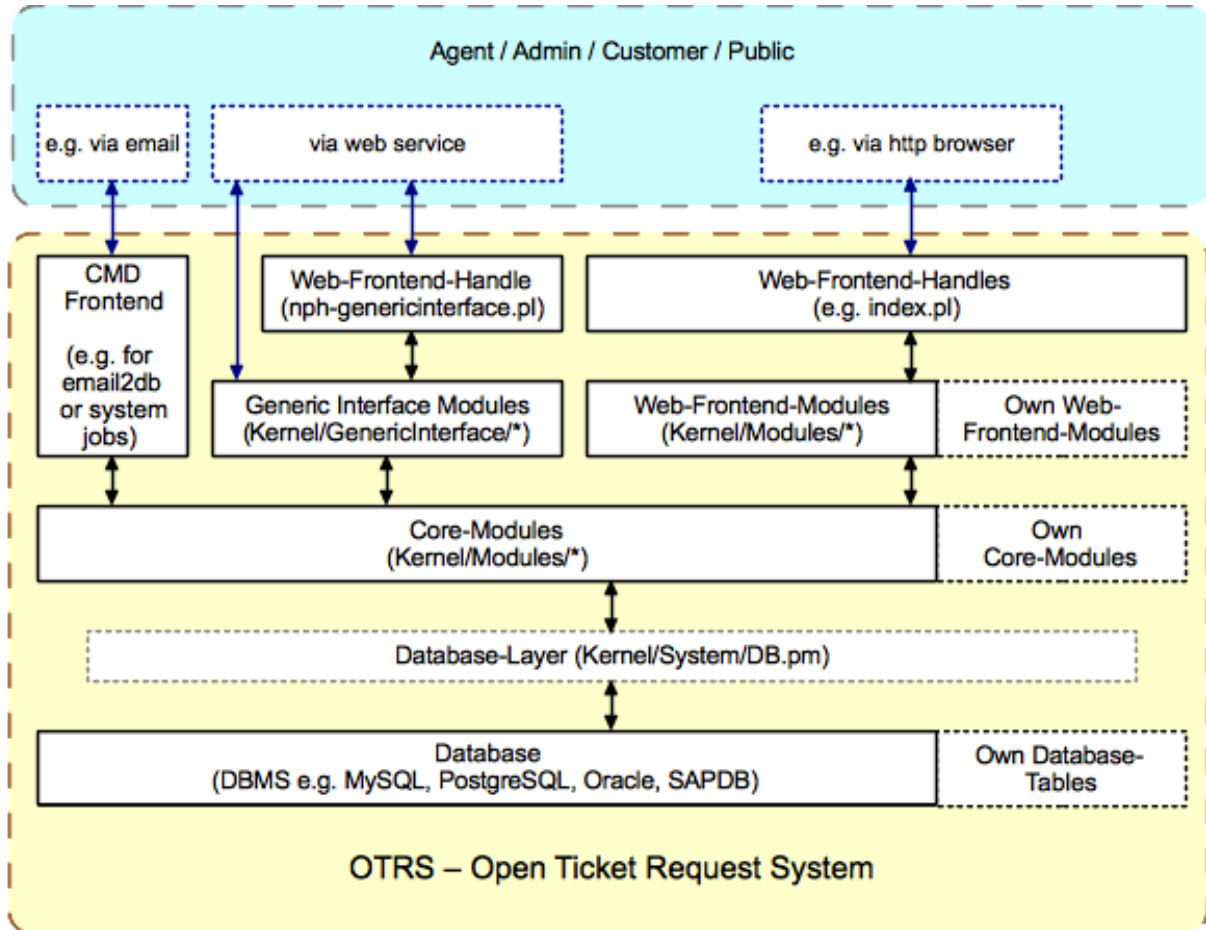 Agent / Admin / Customer / Public
e.g. via email
via web service
e.g. via http browser
CMD
Frontend
(e.g. for
email2db
or system
jobs)
Web-Frontend-Handle
(nph-genericinterface.pl)
Web-Frontend-Handles
(e.g. index.pl)
Generic Interface Modules
(Kernel/GenericInterface/*)
Web-Frontend-Modules
(Kernel/Modules/*)
Own Web-
Frontend-Modules
Core-Modules
(Kernel/Modules/*)
Own
Core-Modules
Database-Layer (Kernel/System/DB.pm)
Database
(DBMS e.g. MySQL, PostgreSQL, Oracle, SAPDB)
Own Database-
Tables
OTRS – Open Ticket Request System